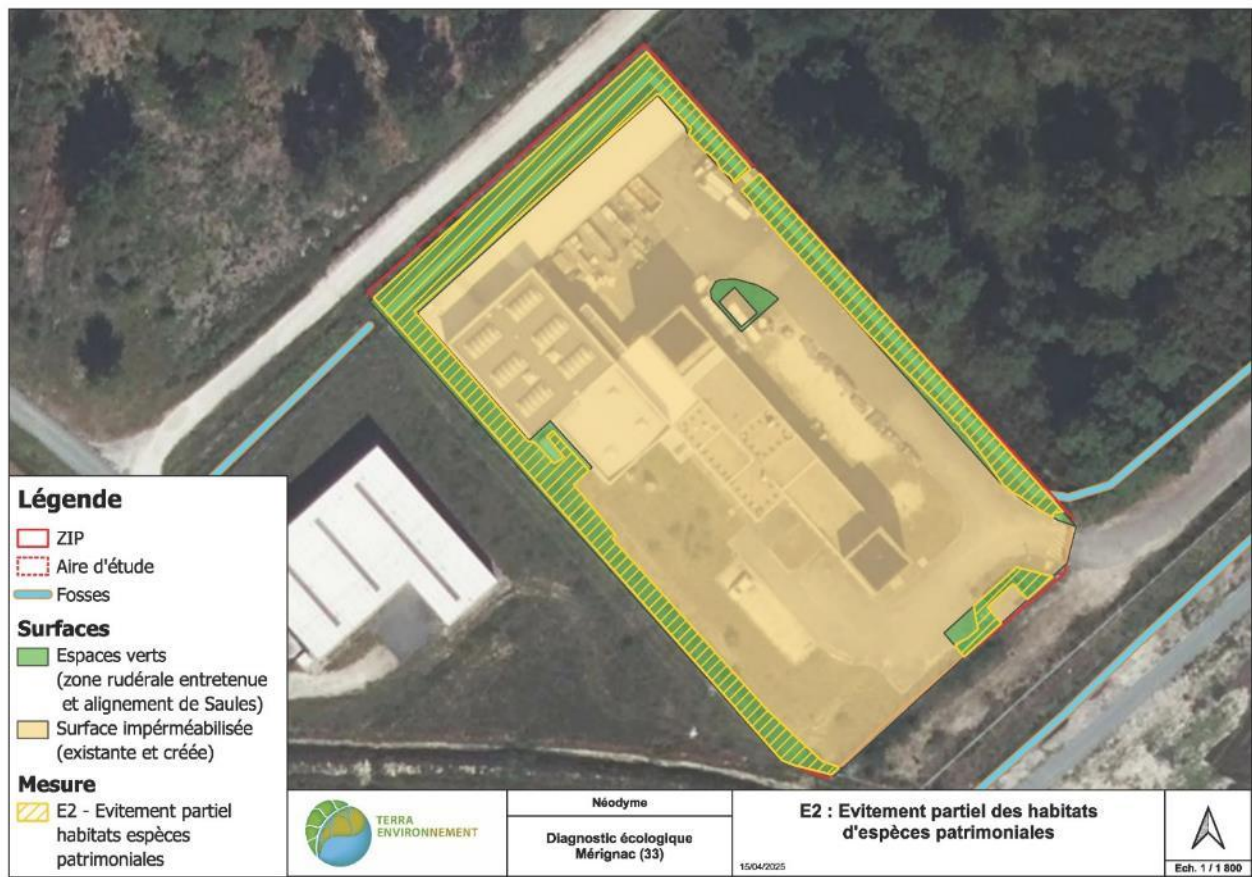 Légende
ZIP
Aire d'étude
Fosses
Surfaces
Espaces verts
(zone rudérale entretenue
et alignement de Saules)
Surface impérméabilisée
(existante et créée)
Mesure
E2 - Evitement partiel
habitats espèces
patrimoniales
TERRA
ENVIRONNEMENT
Néodyme
Diagnostic écologique
Mérignac (33)
E2 : Evitement partiel des habitats
d'espèces patrimoniales
15/04/2025
Ech. 1 / 1 800